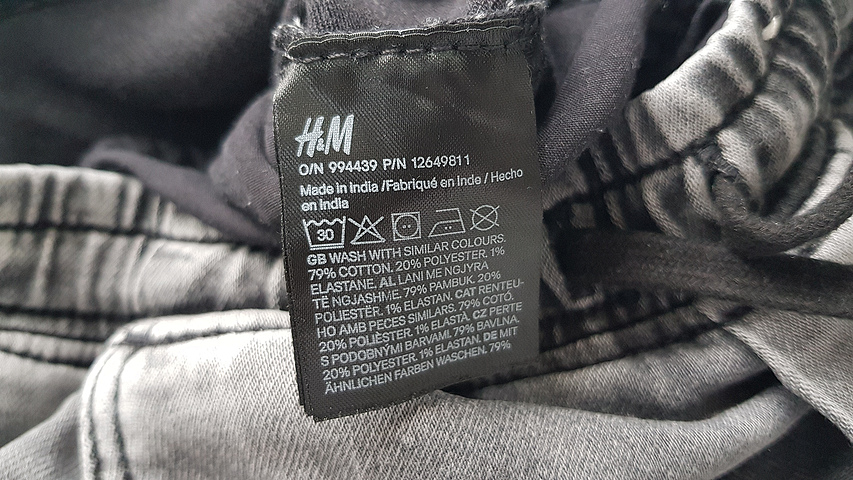 H&M
O/N 994439 P/N 12649811
Made in India /Fabriqué en Inde / Hecho
en India
30
GB WASH WITH SIMILAR COLOURS.
79% COTTON. 20% POLYESTER. 1%
ELASTANE. AL LANI ME NGJYRA
TË NGJASHME. 79% PAMBUK. 20%
POLIESTËR. 1% ELASTAN. CAT RENTEU-
HO AMB PECES SIMILARS. 79% COTÓ.
20% POLIÈSTER. 1% ELASTÀ. CZ PERTE
S PODOBNÝMI BARVAMI. 79% BAVLNA.
20% POLYESTER. 1% ELASTAN. DE MIT
ÄHNLICHEN FARBEN WASCHEN. 79%